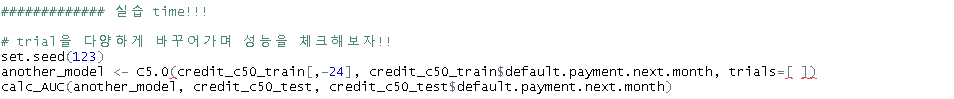 ############# 실습 time!!!
# trial을 다양하게 바꾸어가며 성능을 체크해보자!!
set.seed(123)
another_model <- C5.0(credit_c50_train[,-24], credit_c50_train$default.payment.next.month, trials=[ ])
calc_AUC(another_model, credit_c50_test, credit_c50_test$default.payment.next.month)